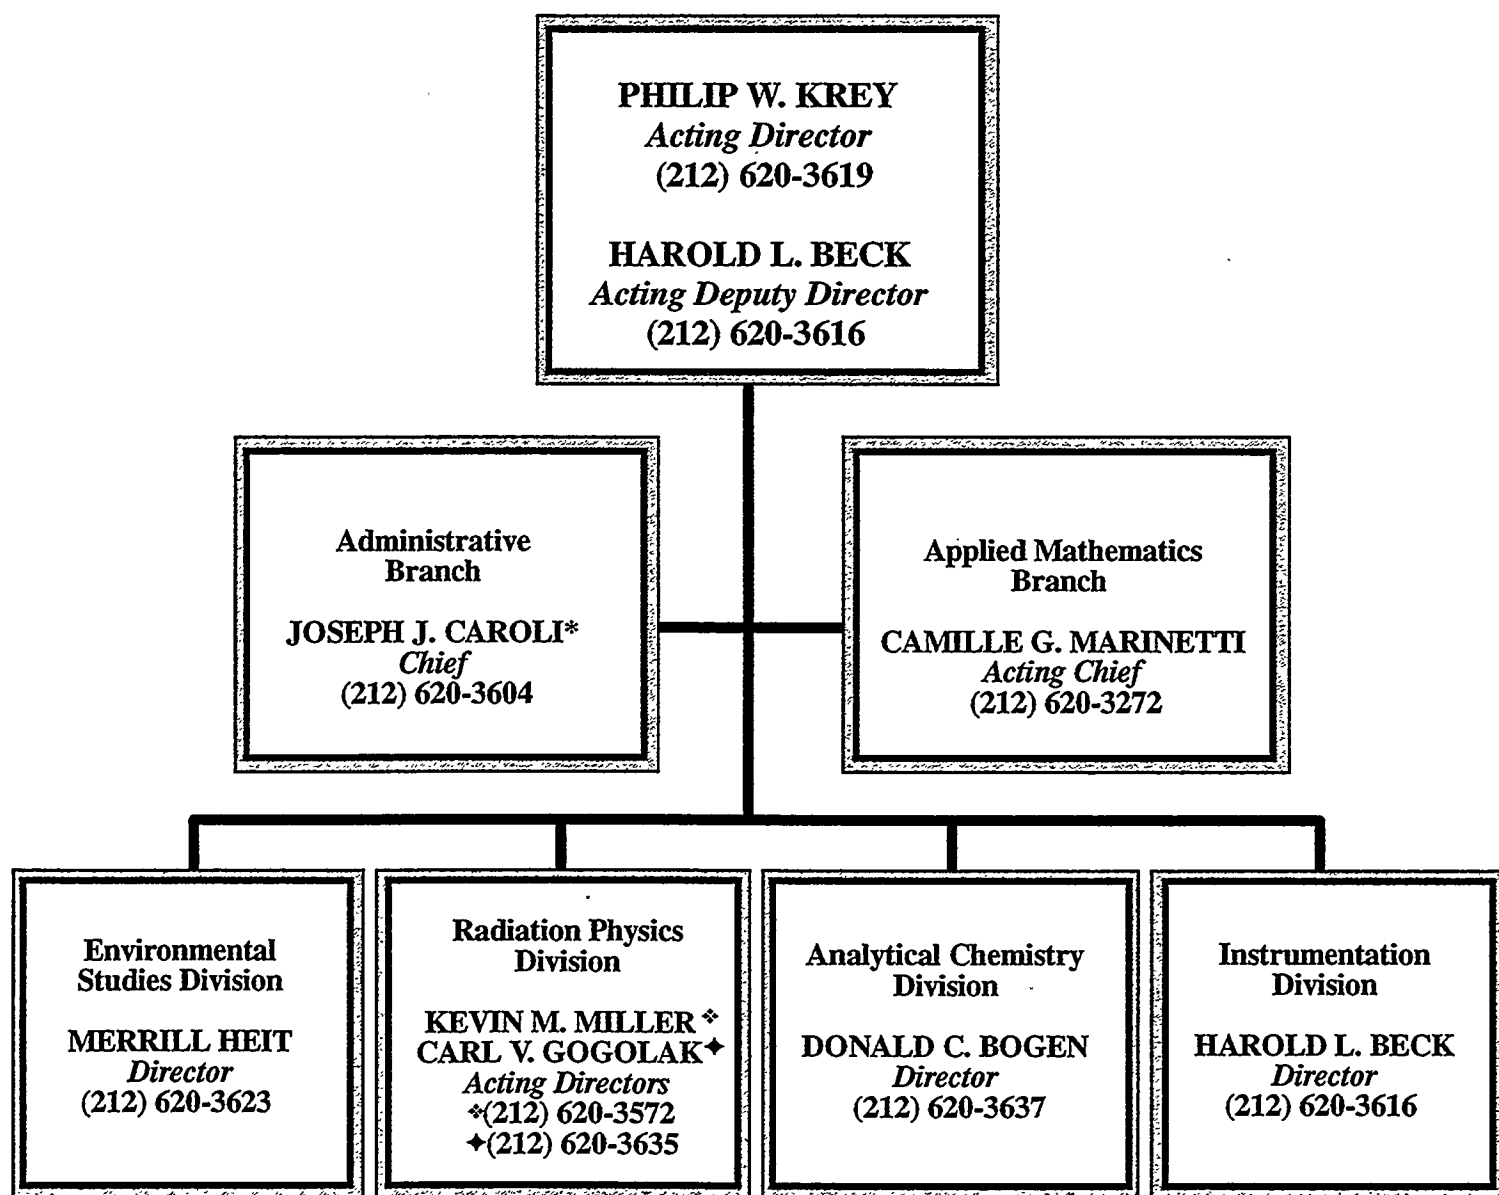 PHILIP W. KREY
Acting Director
(212) 620-3619
HAROLD L. BECK
Acting Deputy Director
(212) 620-3616
Administrative
Branch
JOSEPH J. CAROLI*
Chief
(212) 620-3604
Applied Mathematics
Branch
CAMILLE G. MARINETTI
Acting Chief
(212) 620-3272
Environmental
Studies Division
MERRILL HEIT
Director
(212) 620-3623
Radiation Physics
Division
KEVIN M. MILLER ❖
CARL V. GOGOLAK✦
Acting Directors
❖(212) 620-3572
✦(212) 620-3635
Analytical Chemistry
Division
DONALD C. BOGEN
Director
(212) 620-3637
Instrumentation
Division
HAROLD L. BECK
Director
(212) 620-3616